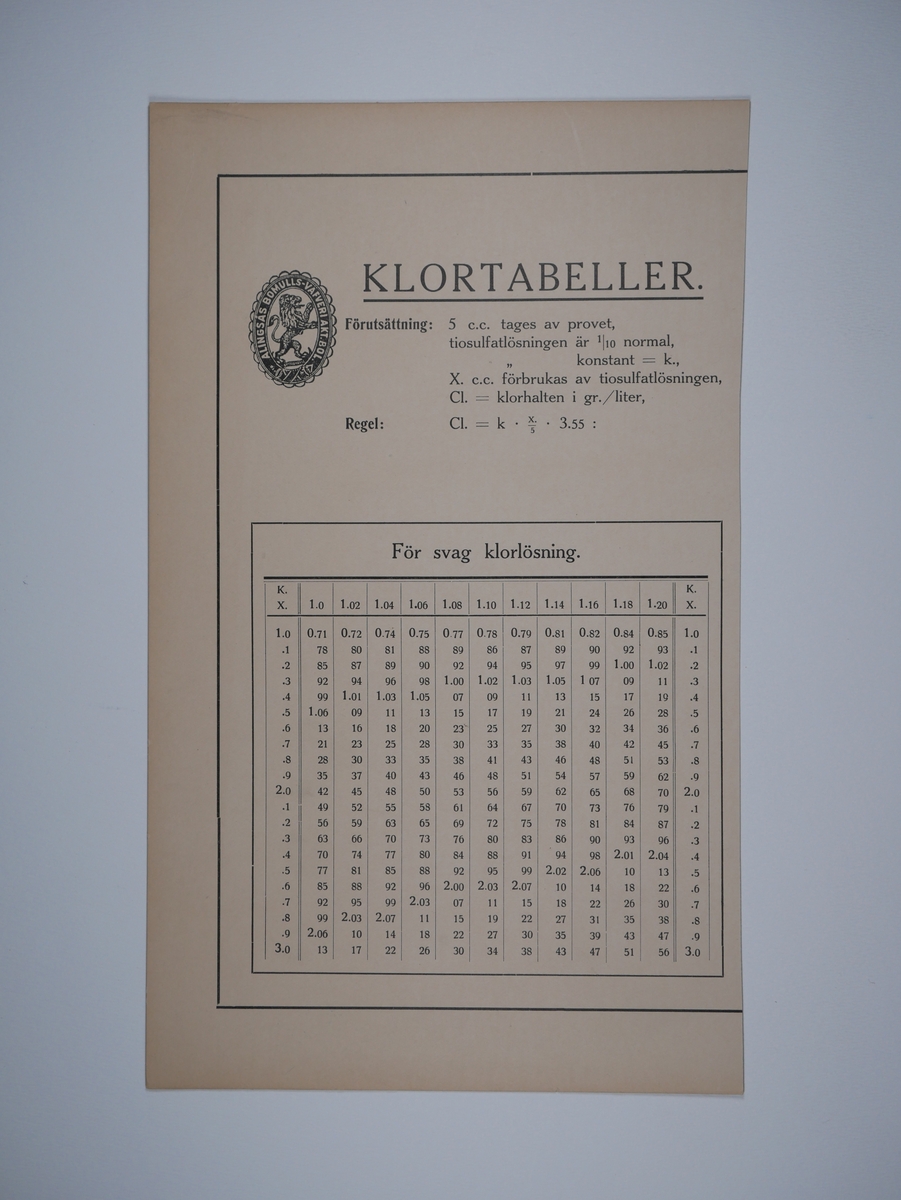 ALINGSÅS BOMULLS-VÄFVERI AKT.BOL.
KLORTABELLER.
Förutsättning: 5 c.c. tages av provet,
tiosulfatlösningen är 1|10 normal,
„ konstant = k.,
X. c.c. förbrukas av tiosulfatlösningen,
Cl. = klorhalten i gr./liter,
Regel: Cl. = k · X./5 · 3.55 :
För svag klorlösning.
K. K.
X. 1.0 1.02 1.04 1.06 1.08 1.10 1.12 1.14 1.16 1.18 1.20 X.
1.0 0.71 0.72 0.74 0.75 0.77 0.78 0.79 0.81 0.82 0.84 0.85 1.0
.1 78 80 81 88 89 86 87 89 90 92 93 .1
.2 85 87 89 90 92 94 95 97 99 1.00 1.02 .2
.3 92 94 96 98 1.00 1.02 1.03 1.05 1 07 09 11 .3
.4 99 1.01 1.03 1.05 07 09 11 13 15 17 19 .4
.5 1.06 09 11 13 15 17 19 21 24 26 28 .5
.6 13 16 18 20 23 25 27 30 32 34 36 .6
.7 21 23 25 28 30 33 35 38 40 42 45 .7
.8 28 30 33 35 38 41 43 46 48 51 53 .8
.9 35 37 40 43 46 48 51 54 57 59 62 .9
2.0 42 45 48 50 53 56 59 62 65 68 70 2.0
.1 49 52 55 58 61 64 67 70 73 76 79 .1
.2 56 59 63 65 69 72 75 78 81 84 87 .2
.3 63 66 70 73 76 80 83 86 90 93 96 .3
.4 70 74 77 80 84 88 91 94 98 2.01 2.04 .4
.5 77 81 85 88 92 95 99 2.02 2.06 10 13 .5
.6 85 88 92 96 2.00 2.03 2.07 10 14 18 22 .6
.7 92 95 99 2.03 07 11 15 18 22 26 30 .7
.8 99 2.03 2.07 11 15 19 22 27 31 35 38 .8
.9 2.06 10 14 18 22 27 30 35 39 43 47 .9
3.0 13 17 22 26 30 34 38 43 47 51 56 3.0